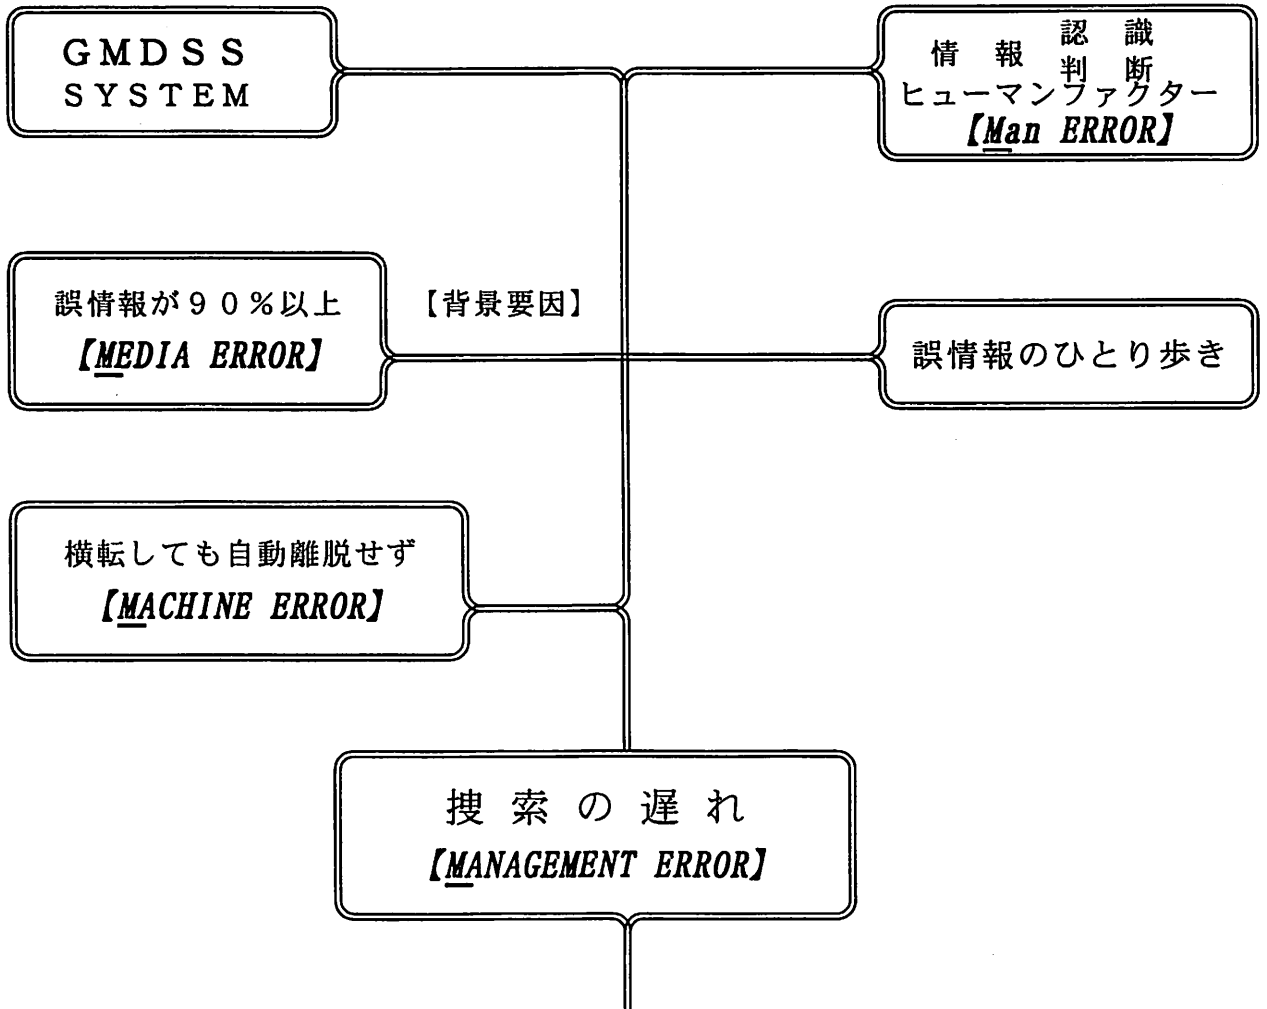 GMDSS
SYSTEM
情報 認識
判断
ヒューマンファクター
【Man ERROR】
誤情報が90%以上
【MEDIA ERROR】
【背景要因】
誤情報のひとり歩き
横転しても自動離脱せず
【MACHINE ERROR】
捜索の遅れ
【MANAGEMENT ERROR】